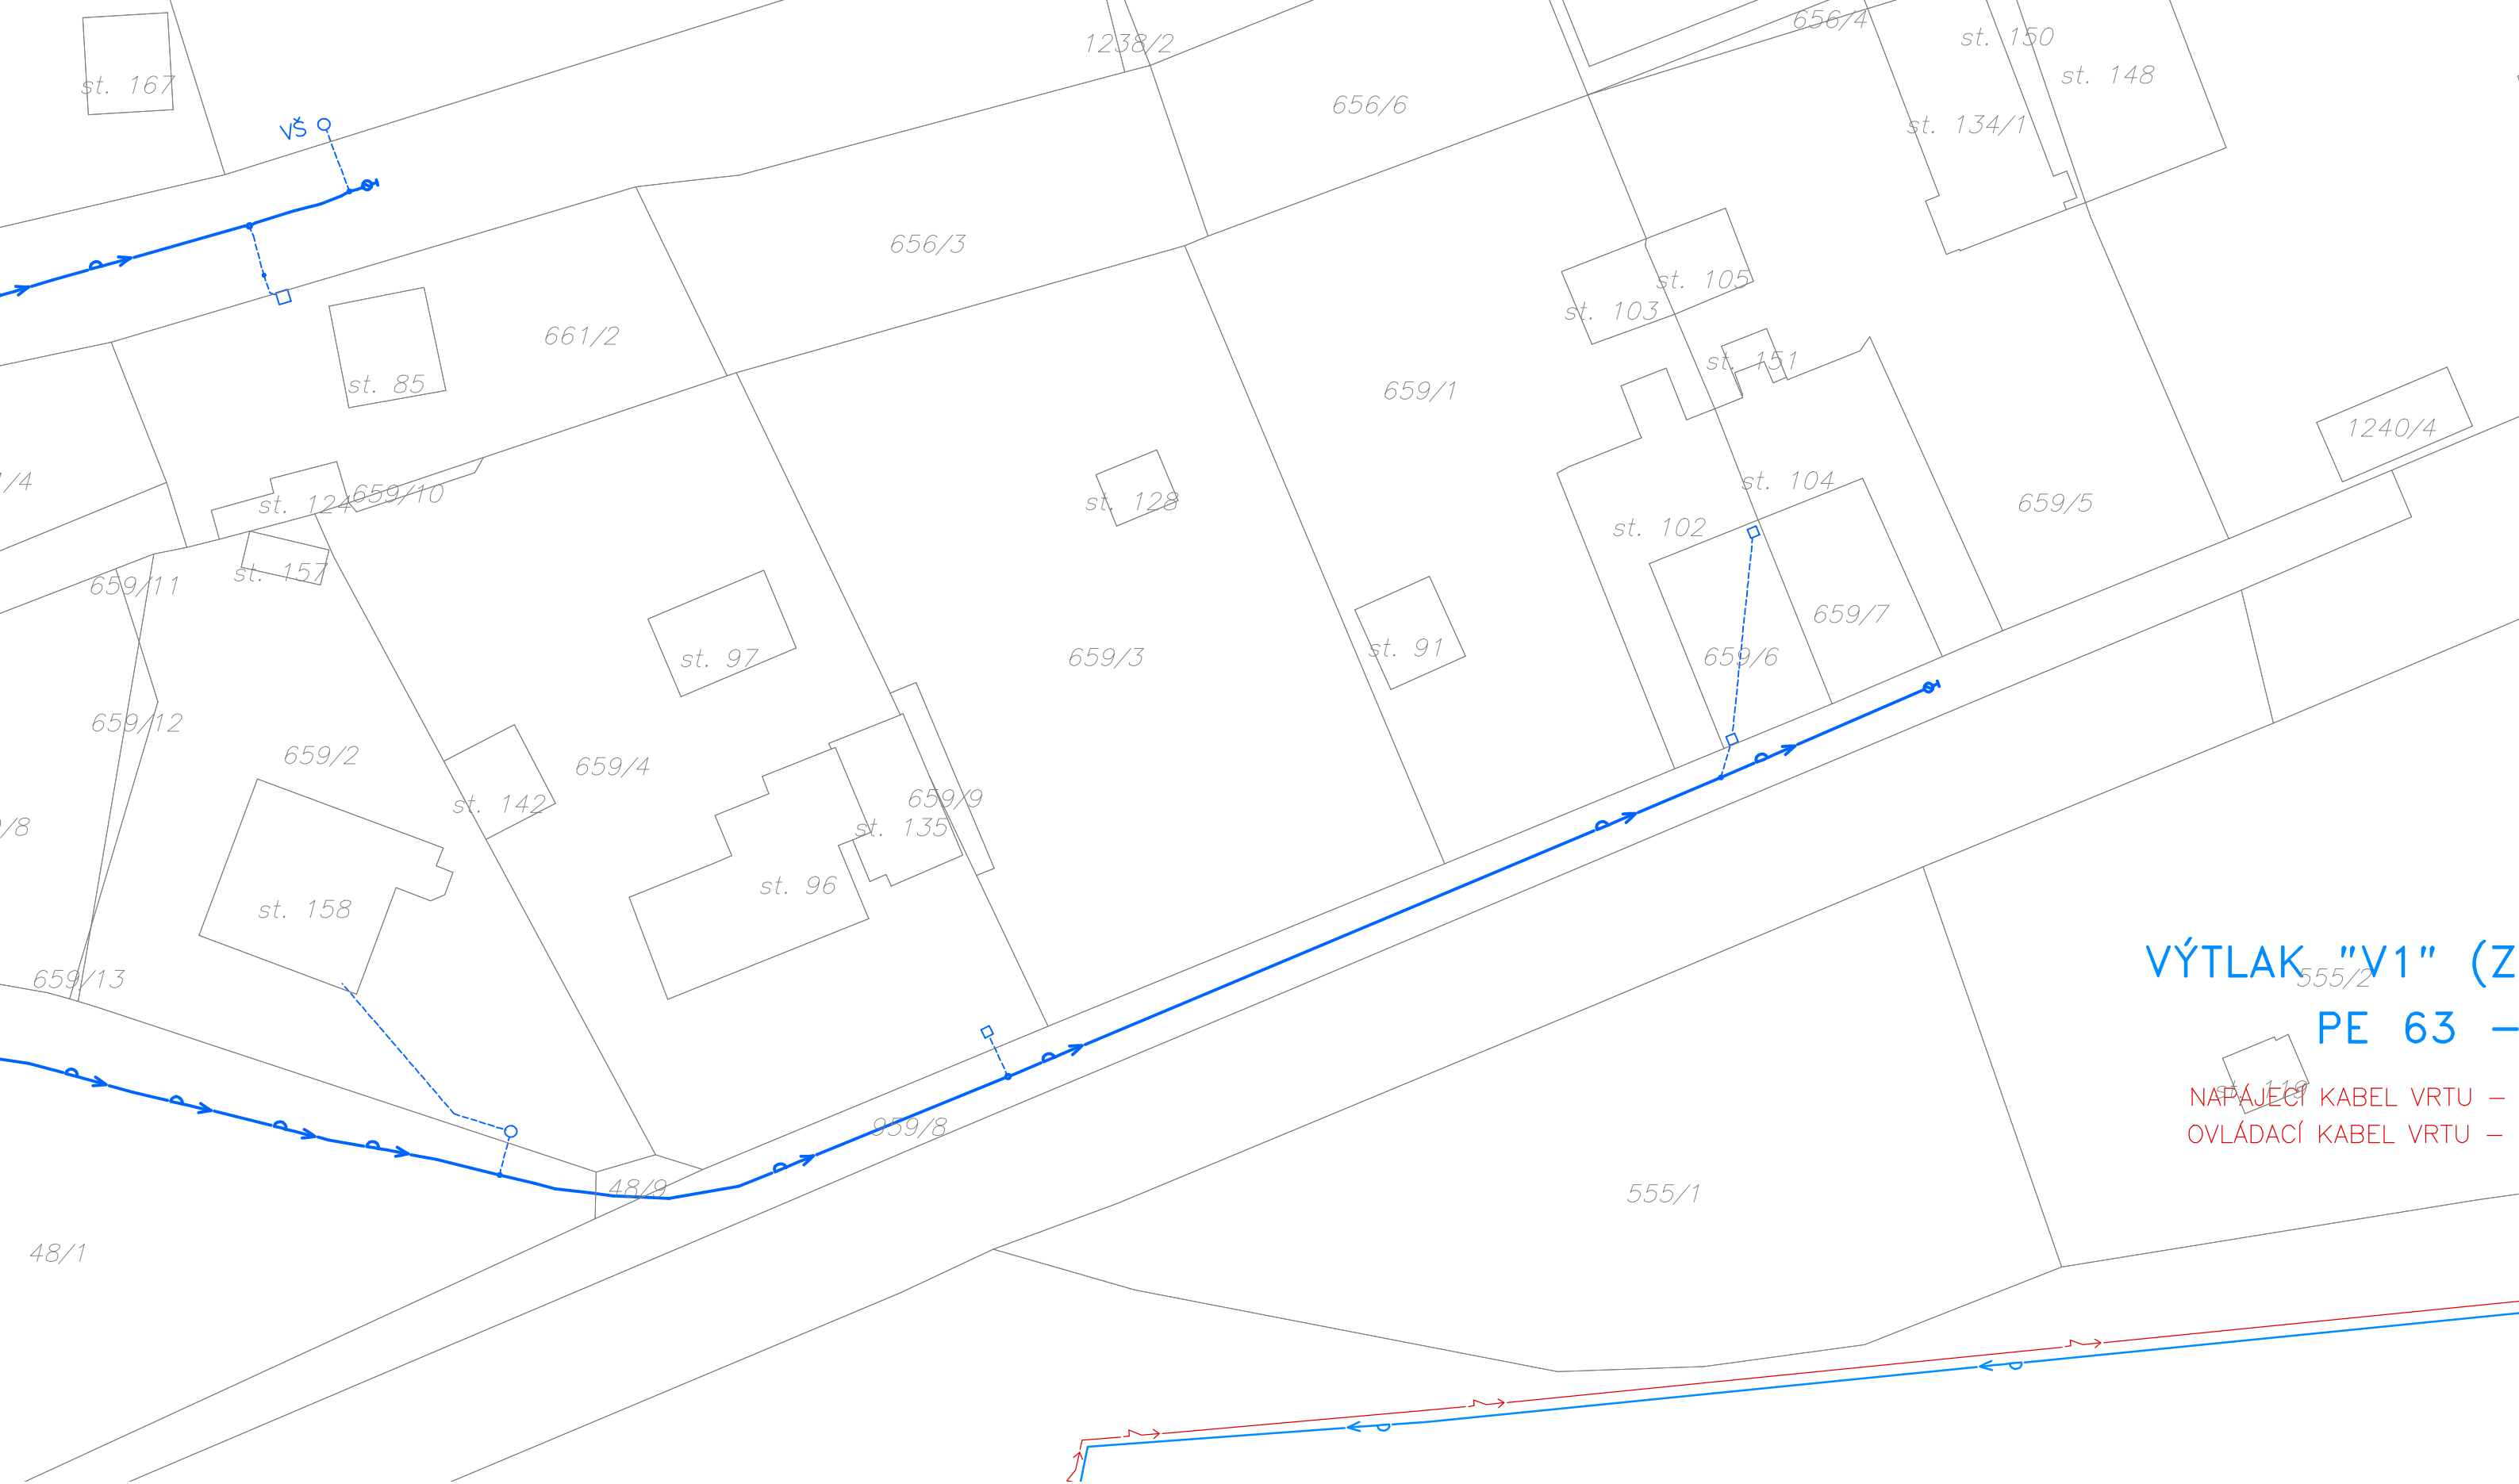 656/4
st. 150
1238/2
st. 148
st. 167
656/6
VŠ
st. 134/1
656/3
st. 105
st. 103
661/2
st. 151
st. 85
659/1
1240/4
/4
st. 104
659/10
st. 124
st. 128
659/5
st. 102
st. 157
659/11
659/7
st. 91
659/6
659/3
st. 97
659/12
659/2
659/4
659/9
st. 142
/8
st. 135
st. 96
st. 158
VÝTLAK "V1" (Z
659/13
555/2
PE 63 –
st. 119
NAPÁJECÍ KABEL VRTU –
959/8
OVLÁDACÍ KABEL VRTU –
48/9
555/1
48/1